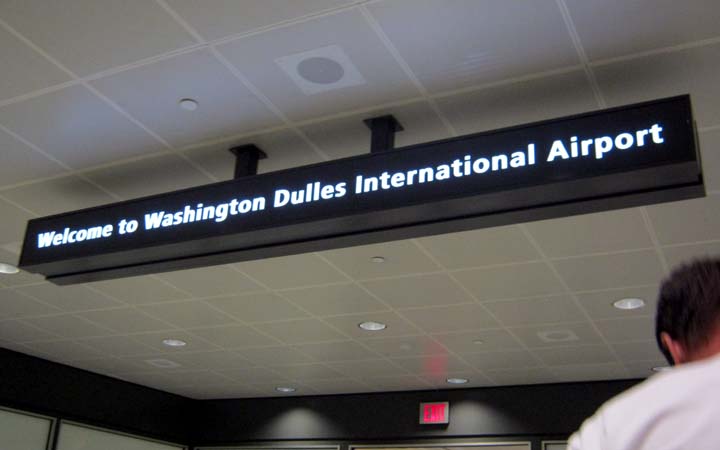 Welcome to Washington Dulles International Airport
EXIT